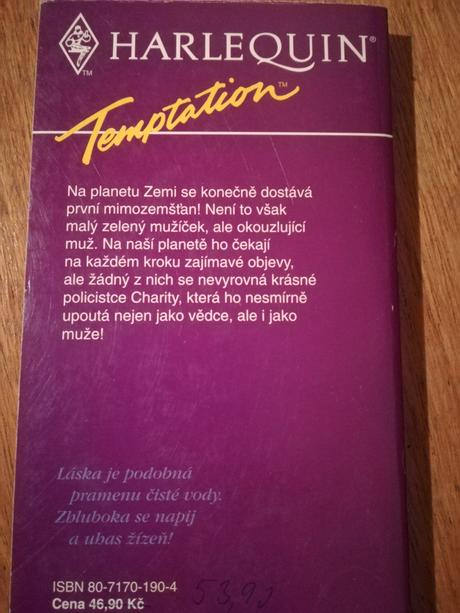 HARLEQUIN®
TM
Temptation™
Na planetu Zemi se konečně dostává
první mimozemšťan! Není to však
malý zelený mužíček, ale okouzlující
muž. Na naší planetě ho čekají
na každém kroku zajímavé objevy,
ale žádný z nich se nevyrovná krásné
policistce Charity, která ho nesmírně
upoutá nejen jako vědce, ale i jako
muže!
Láska je podobná
pramenu čisté vody.
Zhluboka se napij
a uhas žízeň!
ISBN 80-7170-190-4
Cena 46,90 Kč